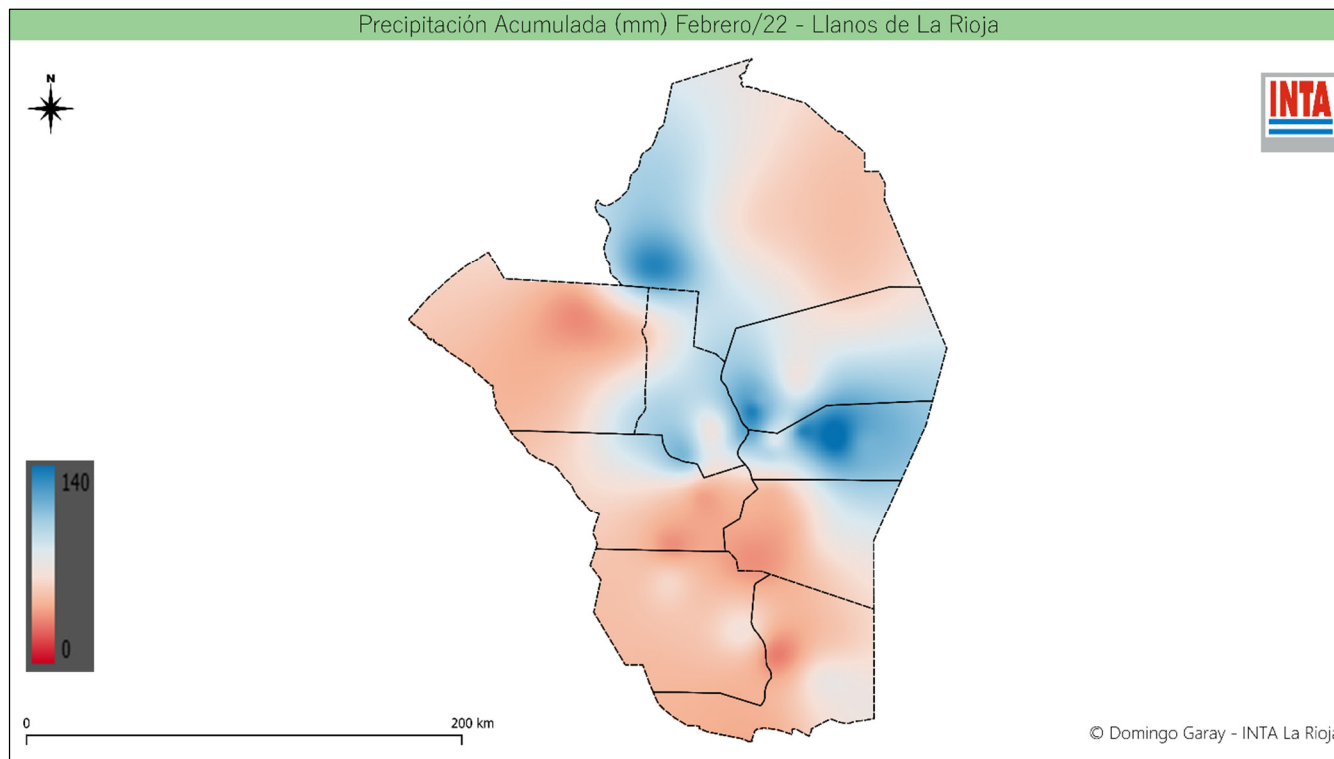 Precipitación Acumulada (mm) Febrero/22 - Llanos de La Rioja
N
INTA
140
0
0
200 km
© Domingo Garay - INTA La Rioja